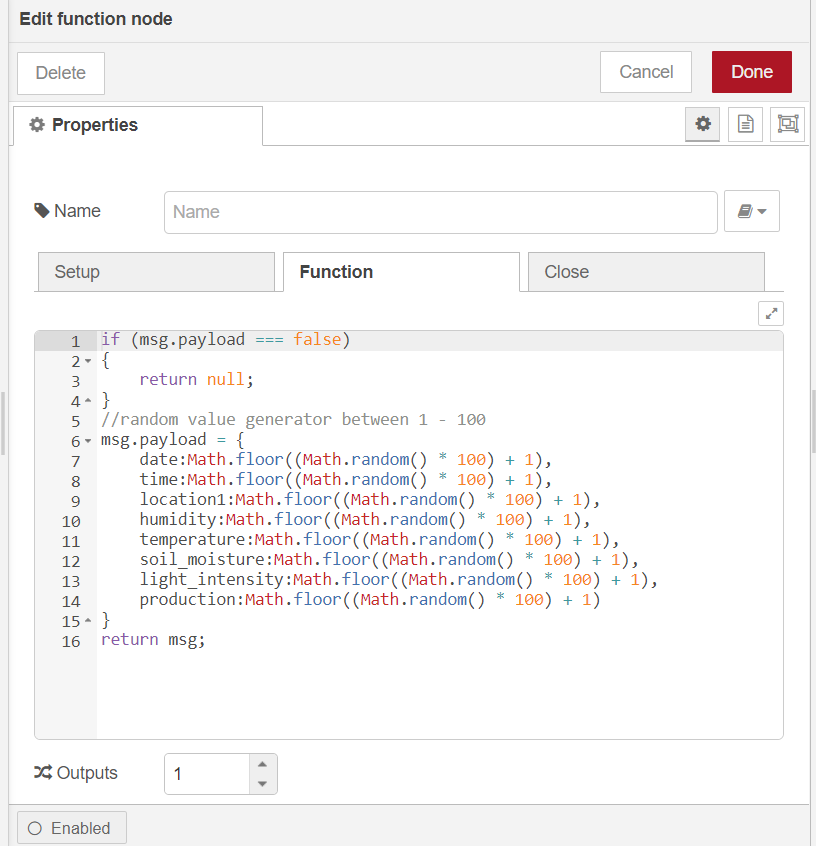 Edit function node
Delete
Cancel
Done
Properties
Name
Name
Setup
Function
Close
1 if (msg.payload === false)
2 {
3     return null;
4 }
5 //random value generator between 1 - 100
6 msg.payload = {
7     date:Math.floor((Math.random() * 100) + 1),
8     time:Math.floor((Math.random() * 100) + 1),
9     location1:Math.floor((Math.random() * 100) + 1),
10     humidity:Math.floor((Math.random() * 100) + 1),
11     temperature:Math.floor((Math.random() * 100) + 1),
12     soil_moisture:Math.floor((Math.random() * 100) + 1),
13     light_intensity:Math.floor((Math.random() * 100) + 1),
14     production:Math.floor((Math.random() * 100) + 1)
15 }
16 return msg;
Outputs
1
Enabled